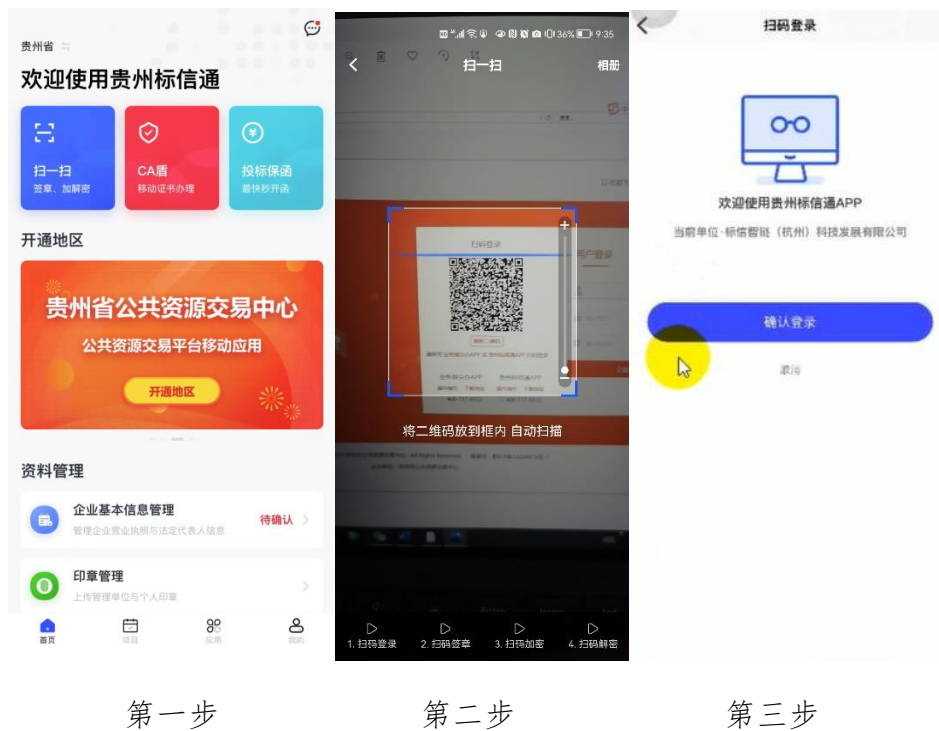 贵州省
欢迎使用贵州标信通
扫一扫
签章、加解密
CA盾
移动证书办理
投标保函
最快秒开函
开通地区
贵州省公共资源交易中心
公共资源交易平台移动应用
开通地区
资料管理
企业基本信息管理
待确认
管理企业营业执照与法定代表人信息
印章管理
上传管理单位与个人印章
首页
项目
应用
我的
36% 9:35
扫一扫
相册
扫码登录
用户登录
将二维码放到框内 自动扫描
All Rights Reserved
1. 扫码登录
2. 扫码签章
3. 扫码加密
4. 扫码解密
扫码登录
欢迎使用贵州标信通APP
当前单位·标信智链（杭州）科技发展有限公司
确认登录
取消
第一步
第二步
第三步